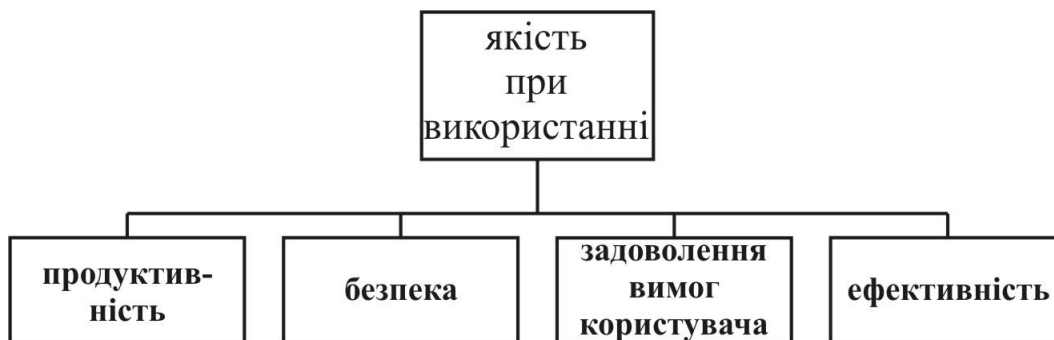 якість
при
використанні
продуктив-
ність
безпека
задоволення
вимог
користувача
ефективність